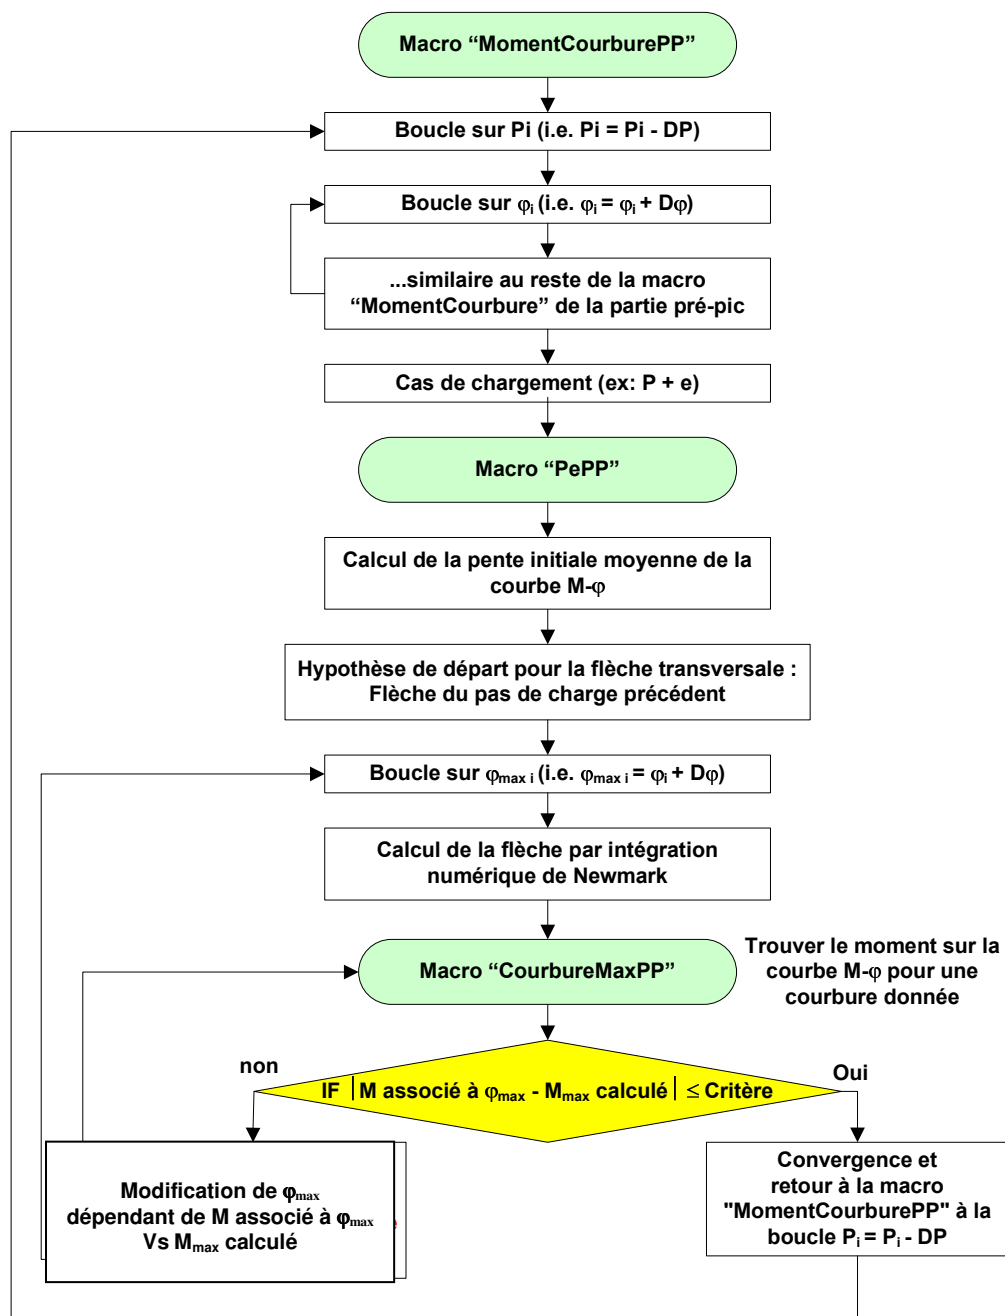 Macro “MomentCourburePP”
Boucle sur Pi (i.e. Pi = Pi - DP)
Boucle sur φi (i.e. φi = φi + Dφ)
...similaire au reste de la macro
“MomentCourbure” de la partie pré-pic
Cas de chargement (ex: P + e)
Macro “PePP”
Calcul de la pente initiale moyenne de la
courbe M-φ
Hypothèse de départ pour la flèche transversale :
Flèche du pas de charge précédent
Boucle sur φmax i (i.e. φmax i = φi + Dφ)
Calcul de la flèche par intégration
numérique de Newmark
Macro “CourbureMaxPP”
Trouver le moment sur la
courbe M-φ pour une
courbure donnée
non
IF |M associé à φmax - Mmax calculé| ≤ Critère
Oui
Modification de φmax
dépendant de M associé à φmax
Vs Mmax calculé
Convergence et
retour à la macro
"MomentCourburePP" à la
boucle Pi = Pi - DP